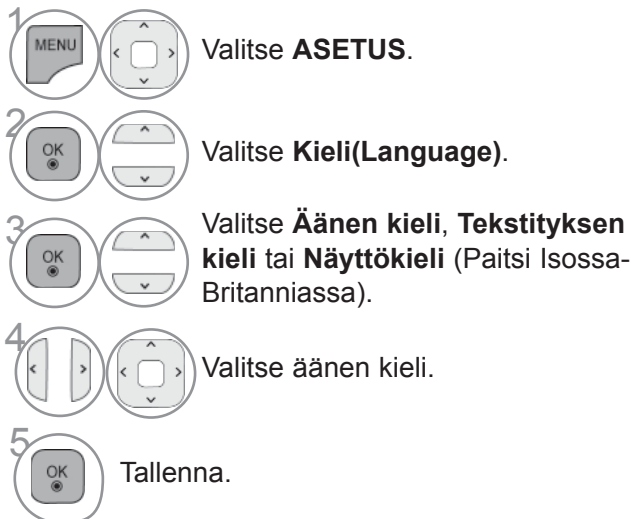 1
MENU
Valitse ASETUS.
2
OK
Valitse Kieli(Language).
3
OK
Valitse Äänen kieli, Tekstityksen
kieli tai Näyttökieli (Paitsi Isossa-
Britanniassa).
4
Valitse äänen kieli.
5
OK
Tallenna.